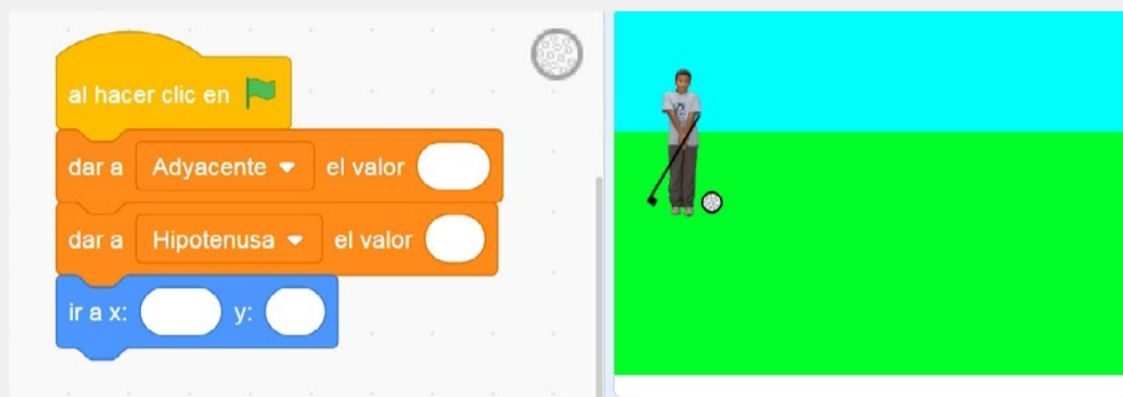 al hacer clic en
dar a Adyacente el valor
dar a Hipotenusa el valor
ir a x: y: